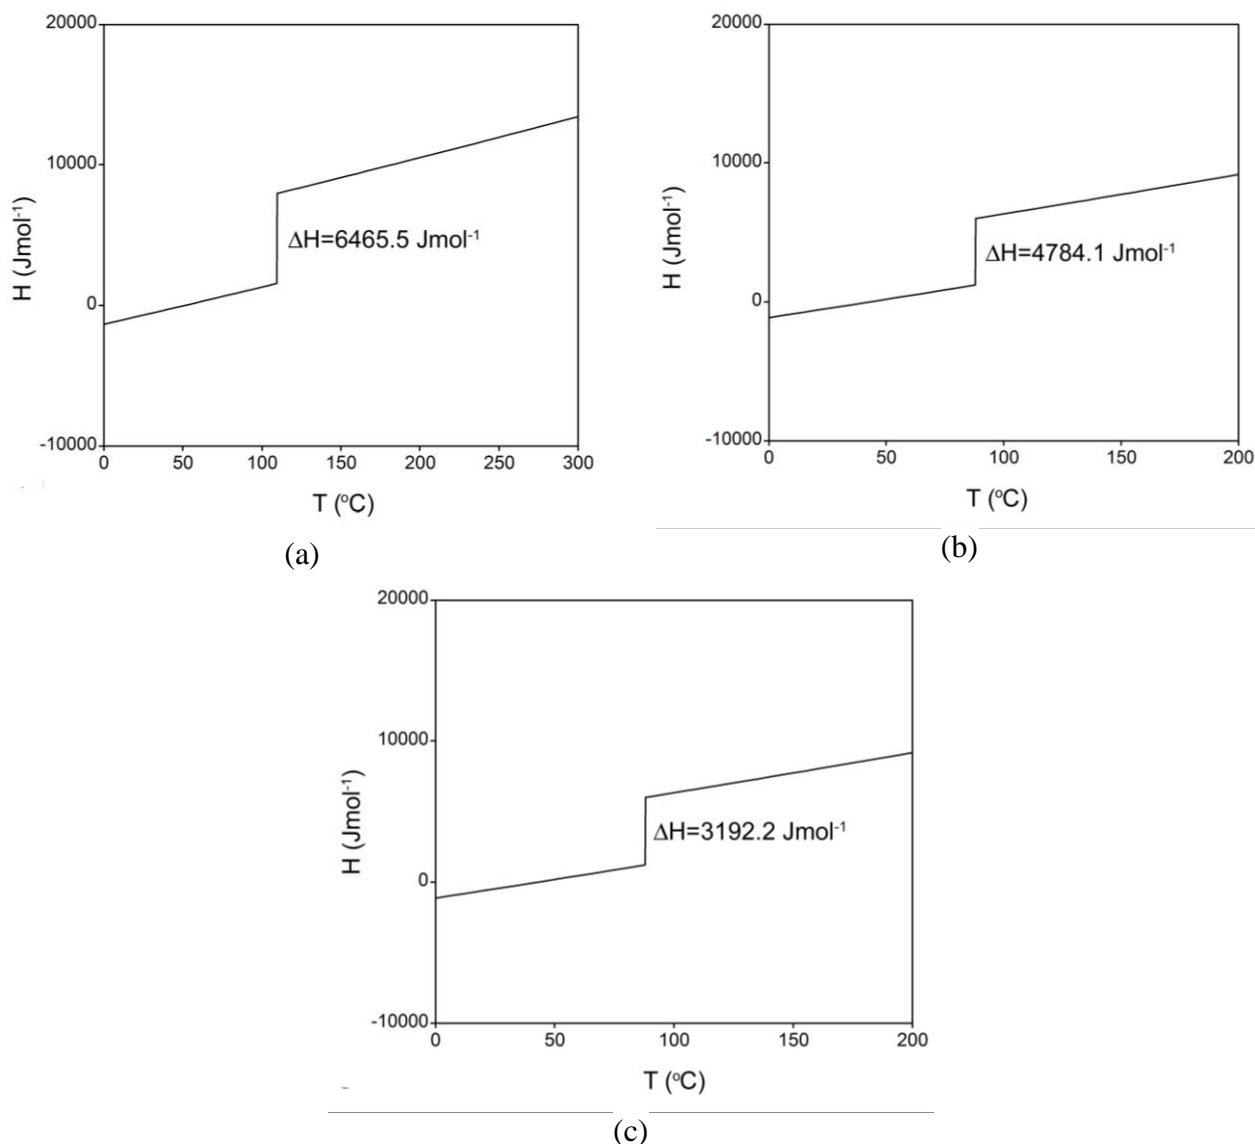 20000
10000
0
-10000
H (Jmol⁻¹)
ΔH=6465.5 Jmol⁻¹
0 50 100 150 200 250 300
T (°C)
(a)
20000
10000
0
-10000
H (Jmol⁻¹)
ΔH=4784.1 Jmol⁻¹
0 50 100 150 200
T (°C)
(b)
20000
10000
0
-10000
H (Jmol⁻¹)
ΔH=3192.2 Jmol⁻¹
0 50 100 150 200
T (°C)
(c)